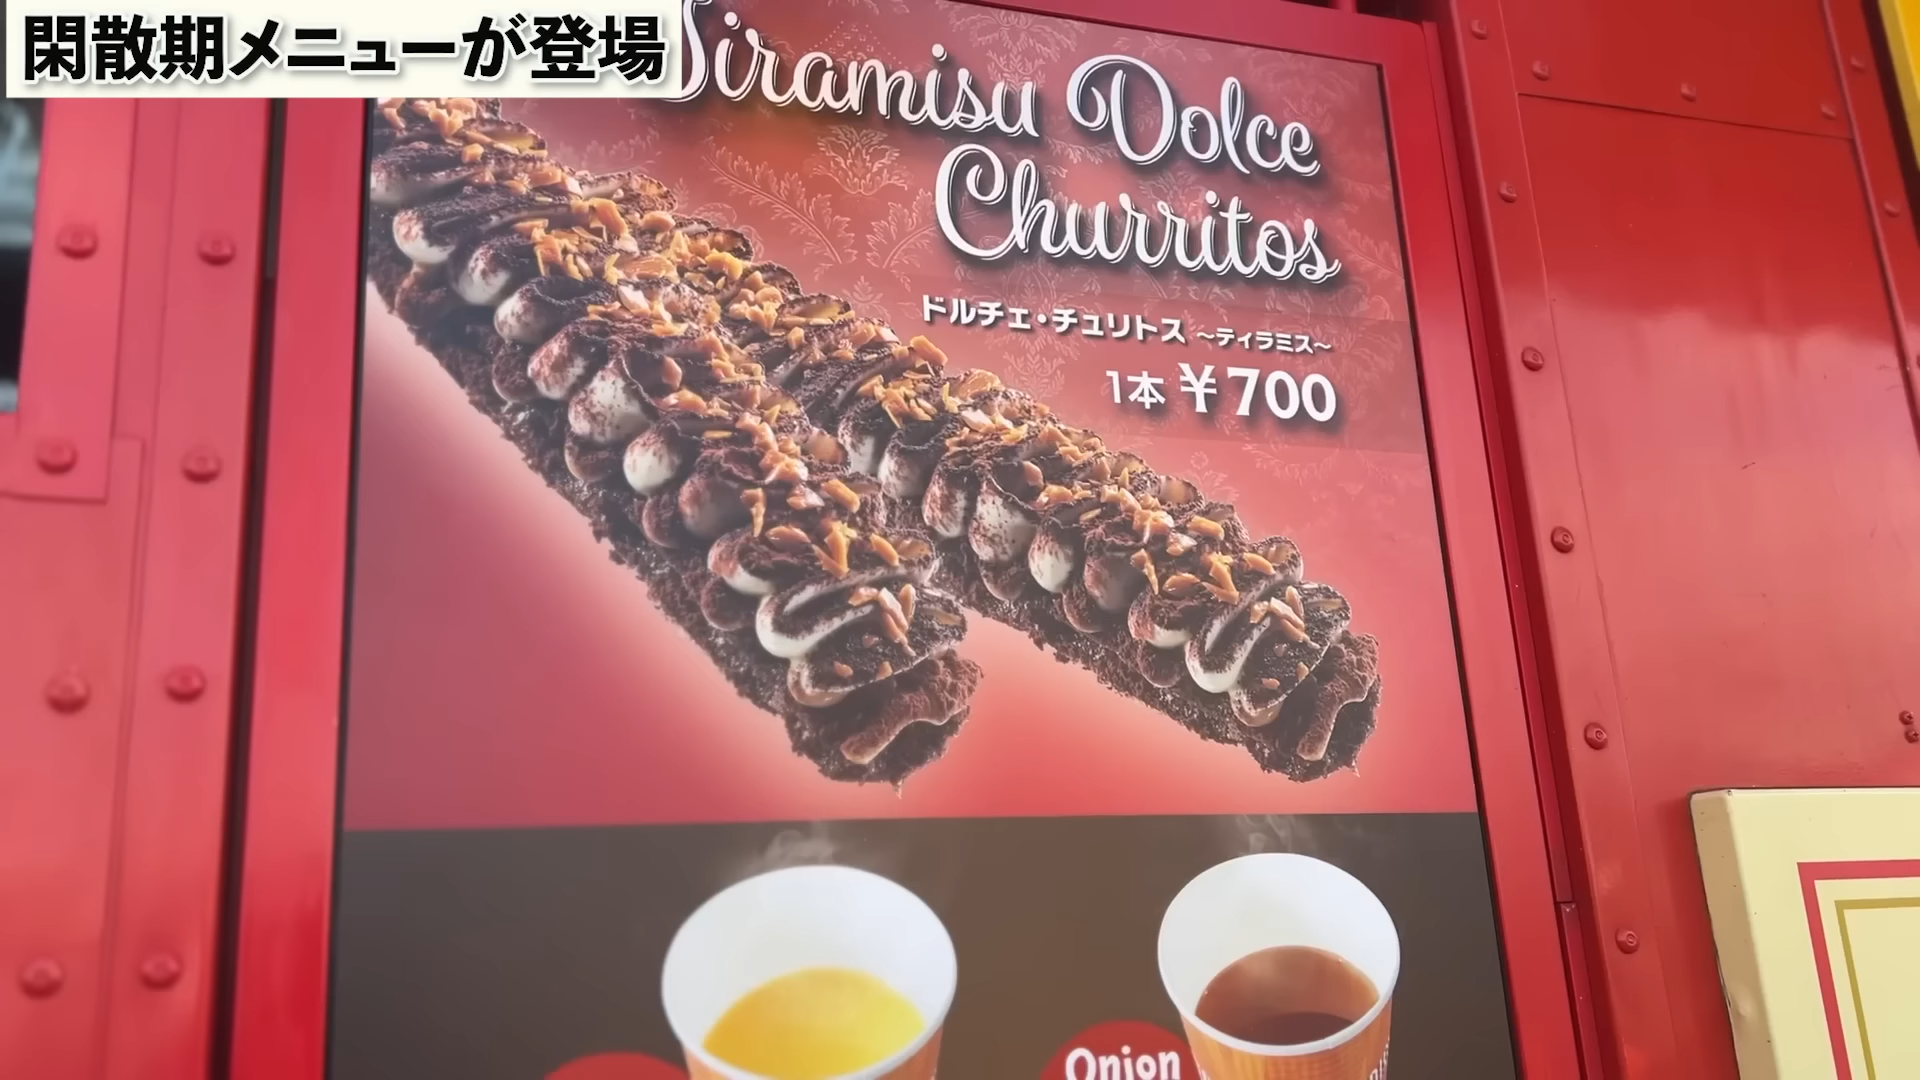 閑散期メニューが登場
Tiramisu Dolce
Churritos
ドルチェ・チュリトス ～ティラミス～
1本 ¥700
Onion